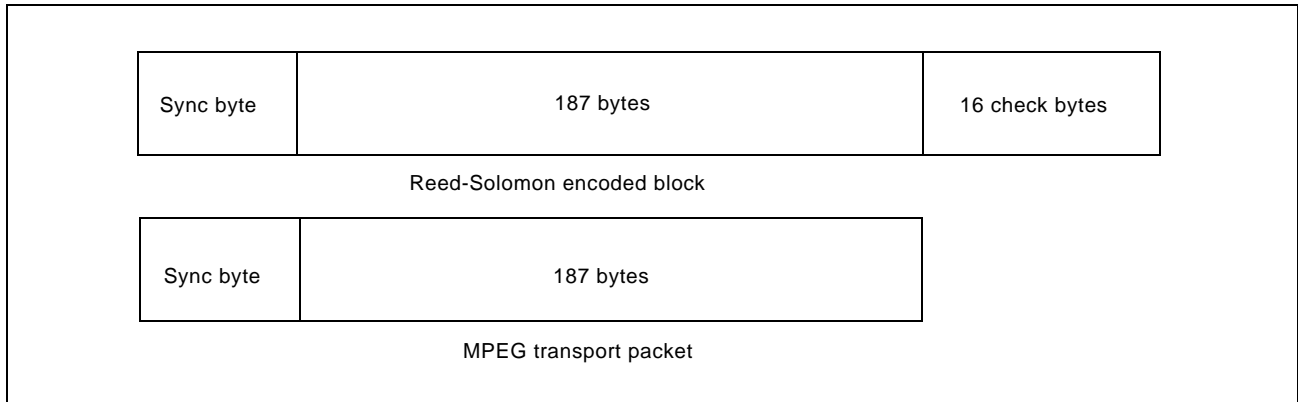 Sync byte
187 bytes
16 check bytes
Reed-Solomon encoded block
Sync byte
187 bytes
MPEG transport packet